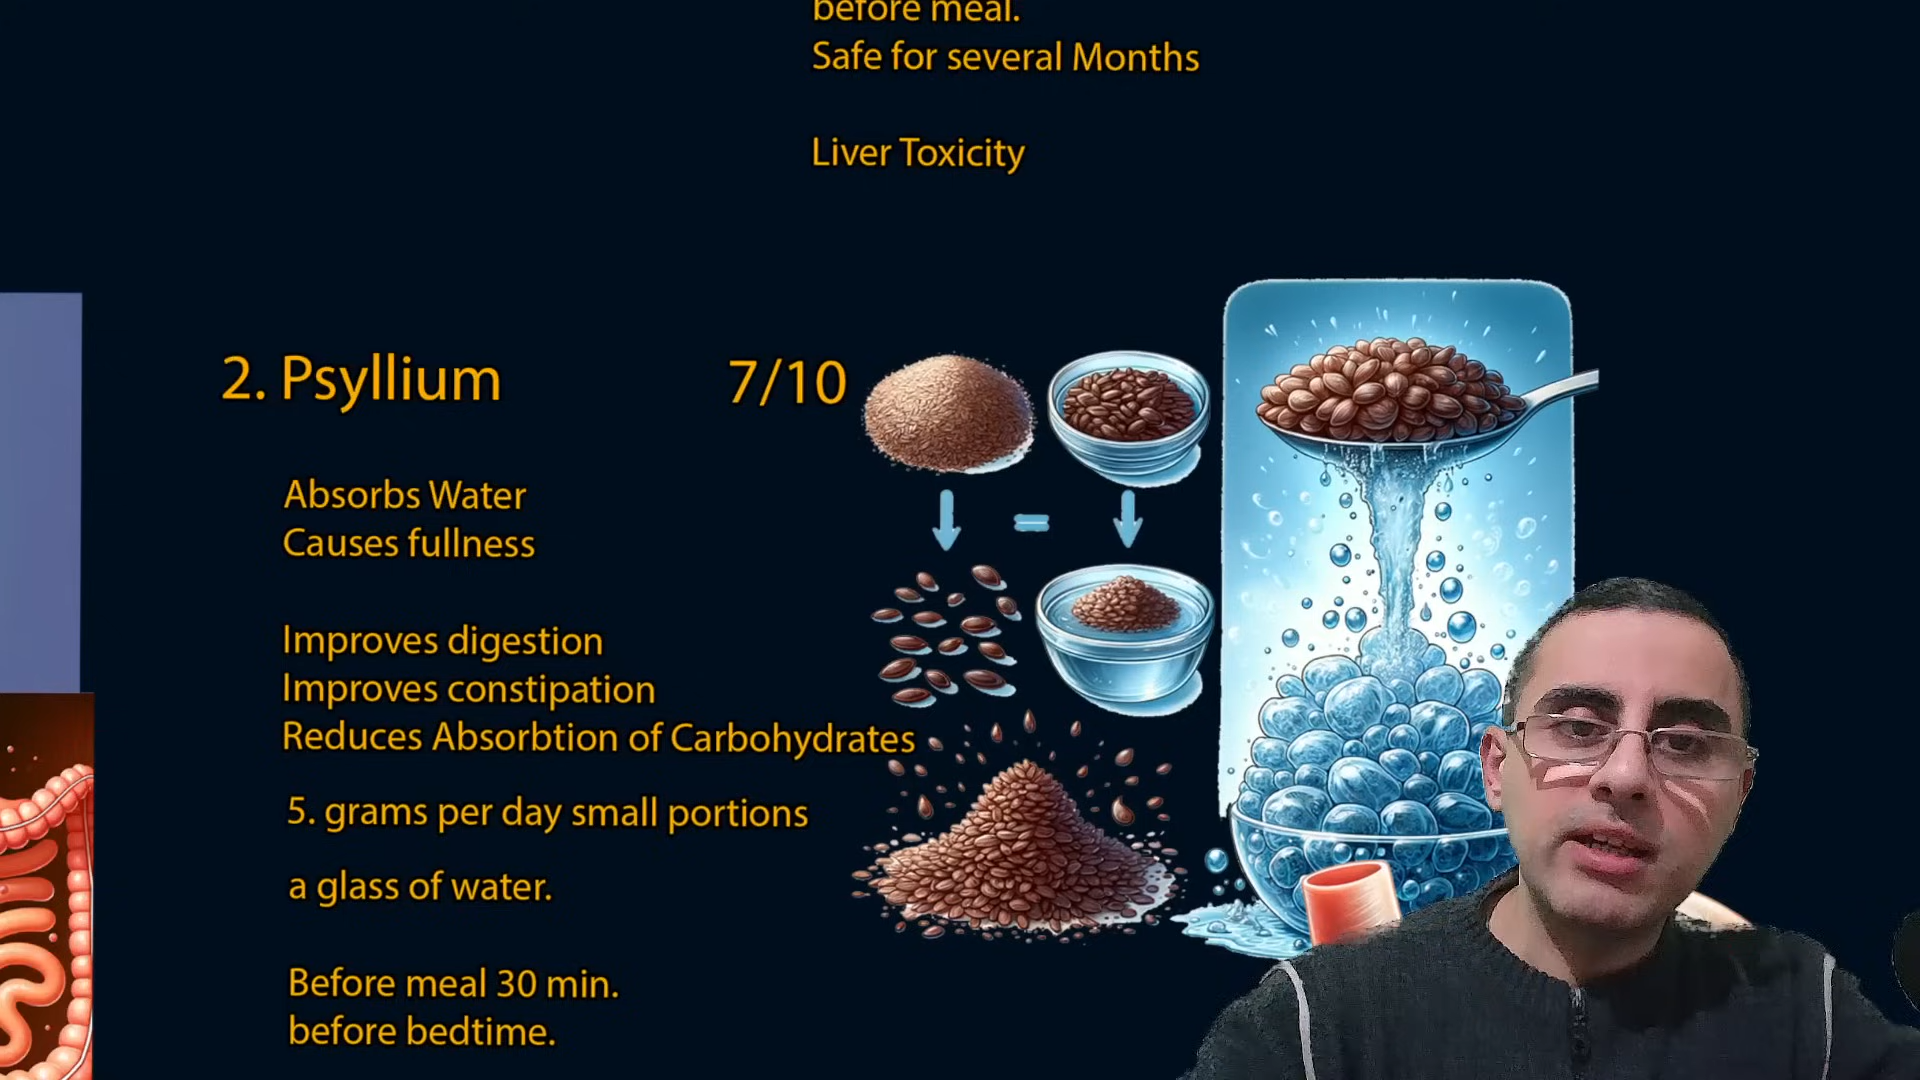 before meal.
Safe for several Months
Liver Toxicity
2. Psyllium
7/10
Absorbs Water
Causes fullness
=
Improves digestion
Improves constipation
Reduces Absorbtion of Carbohydrates
5. grams per day small portions
a glass of water.
Before meal 30 min.
before bedtime.